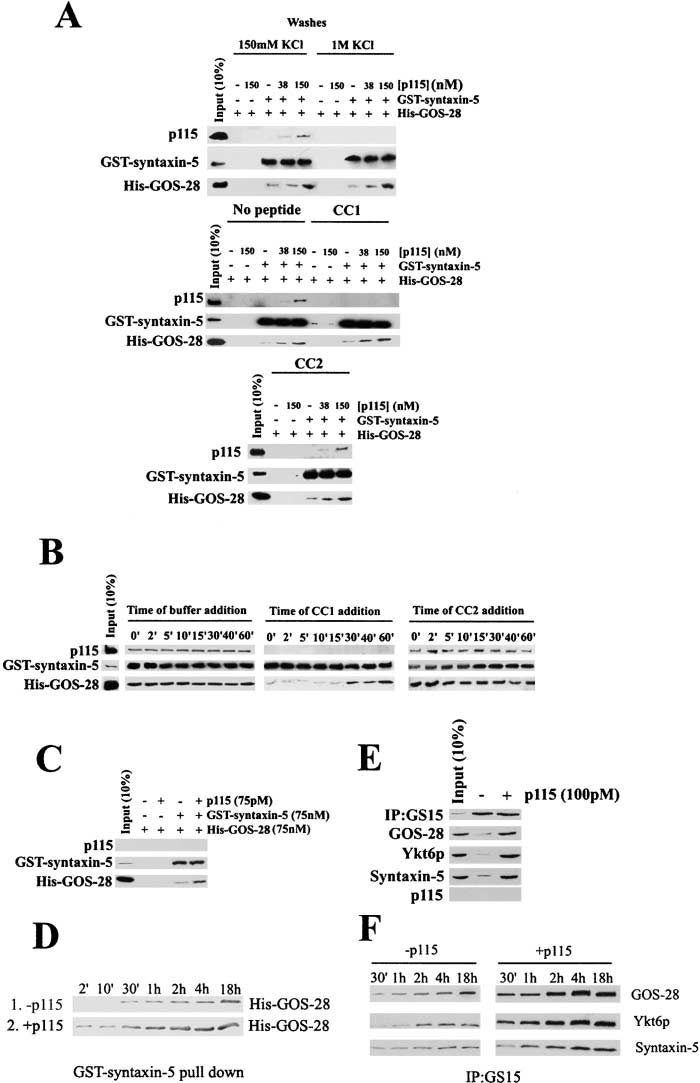 A
Washes
150mM KCl 1M KCl
Input (10%)
- 150 - 38 150 - 150 - 38 150 [p115] (nM)
- - + + + - - + + + GST-syntaxin-5
+ + + + + + + + + + His-GOS-28
p115
GST-syntaxin-5
His-GOS-28
No peptide CC1
Input (10%)
- 150 - 38 150 - 150 - 38 150 [p115] (nM)
- - + + + - - + + + GST-syntaxin-5
+ + + + + + + + + + His-GOS-28
p115
GST-syntaxin-5
His-GOS-28
CC2
Input (10%)
- 150 - 38 150 [p115] (nM)
- - + + + GST-syntaxin-5
+ + + + + His-GOS-28
p115
GST-syntaxin-5
His-GOS-28
B
Input (10%)
Time of buffer addition Time of CC1 addition Time of CC2 addition
0' 2' 5' 10' 15' 30' 40' 60' 0' 2' 5' 10' 15' 30' 40' 60' 0' 2' 5' 10' 15' 30' 40' 60'
p115
GST-syntaxin-5
His-GOS-28
C
Input (10%)
- + - + p115 (75pM)
- - + + GST-syntaxin-5 (75nM)
+ + + + His-GOS-28 (75nM)
p115
GST-syntaxin-5
His-GOS-28
E
Input (10%)
- + p115 (100pM)
IP:GS15
GOS-28
Ykt6p
Syntaxin-5
p115
D
2' 10' 30' 1h 2h 4h 18h
1. -p115 His-GOS-28
2. +p115 His-GOS-28
GST-syntaxin-5 pull down
F
-p115 +p115
30' 1h 2h 4h 18h 30' 1h 2h 4h 18h
GOS-28
Ykt6p
Syntaxin-5
IP:GS15